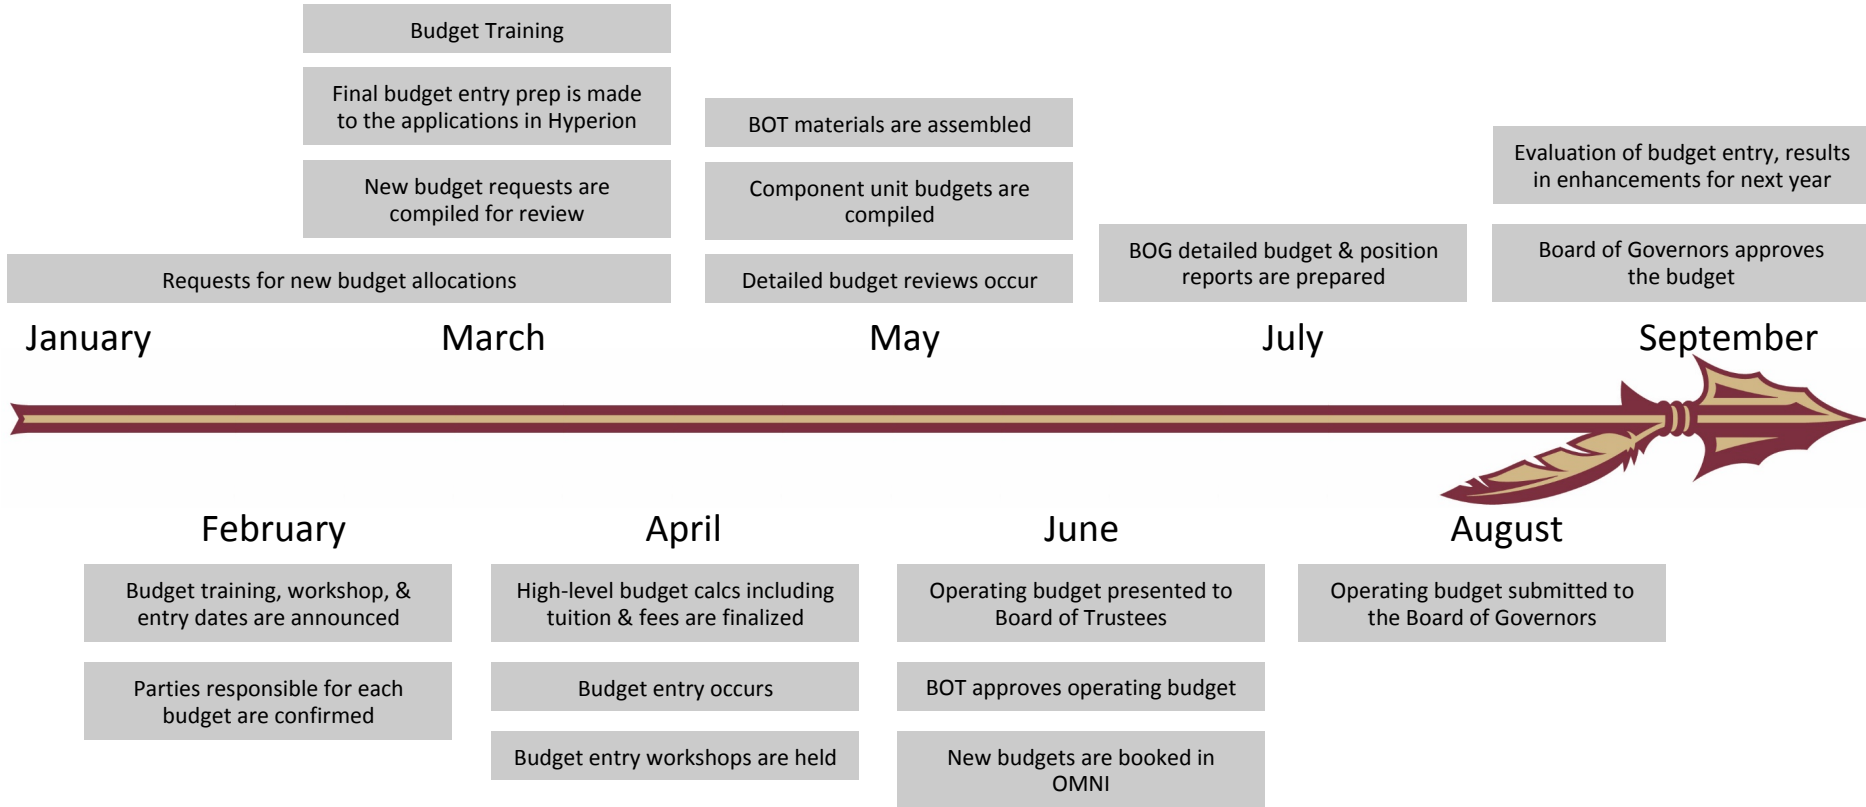 Budget Training
Final budget entry prep is made
to the applications in Hyperion
New budget requests are
compiled for review
Requests for new budget allocations
BOT materials are assembled
Component unit budgets are
compiled
Detailed budget reviews occur
BOG detailed budget & position
reports are prepared
Evaluation of budget entry, results
in enhancements for next year
Board of Governors approves
the budget
January
March
May
July
September
February
April
June
August
Budget training, workshop, &
entry dates are announced
Parties responsible for each
budget are confirmed
High-level budget calcs including
tuition & fees are finalized
Budget entry occurs
Budget entry workshops are held
Operating budget presented to
Board of Trustees
BOT approves operating budget
New budgets are booked in
OMNI
Operating budget submitted to
the Board of Governors